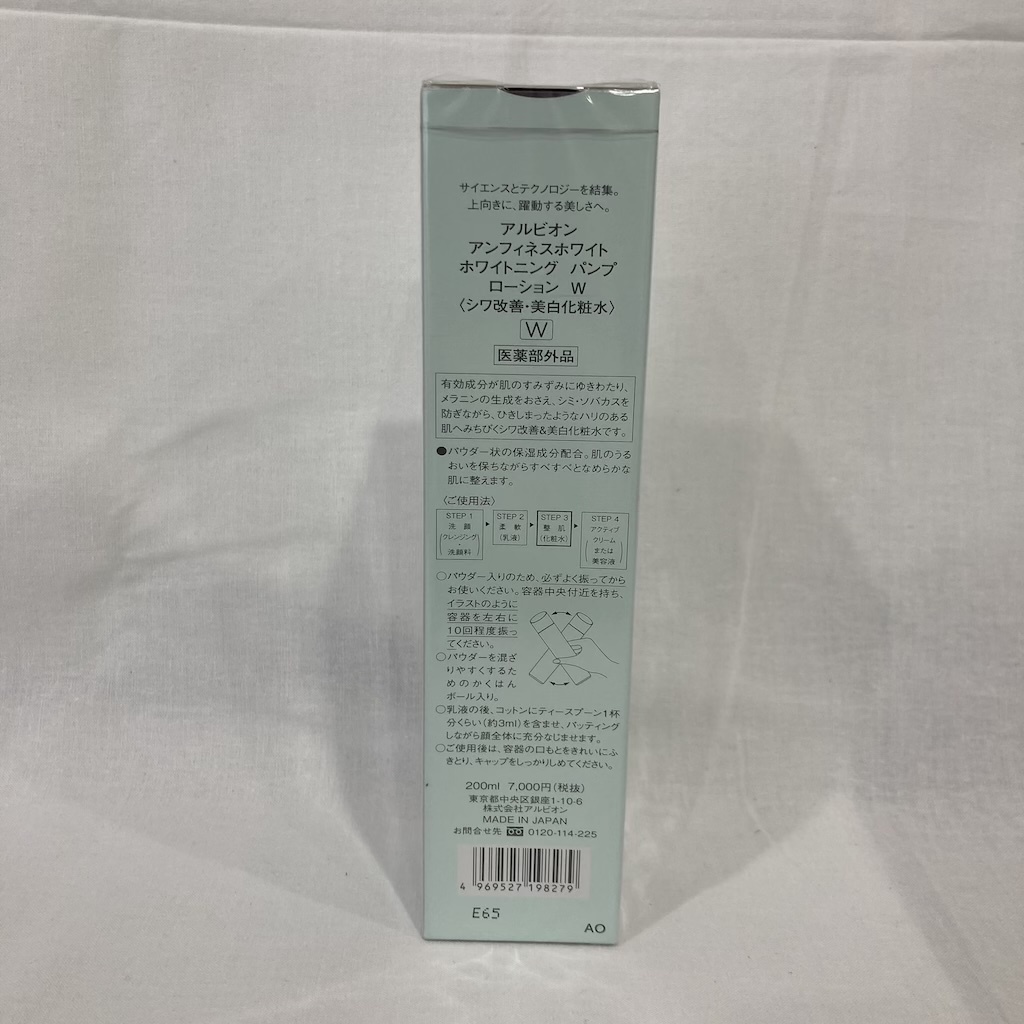 サイエンスとテクノロジーを結集。
上向きに、躍動する美しさへ。
アルビオン
アンフィネスホワイト
ホワイトニング パンプ
ローション W
〈シワ改善・美白化粧水〉
W
医薬部外品
有効成分が肌のすみずみにゆきわたり、
メラニンの生成をおさえ、シミ・ソバカスを
防ぎながら、ひきしまったようなハリのある
肌へみちびくシワ改善&美白化粧水です。
●パウダー状の保湿成分配合。肌のうる
おいを保ちながらすべすべとなめらかな
肌に整えます。
〈ご使用法〉
STEP 1
洗顔
(クレンジング・洗顔料)
STEP 2
柔軟
(乳液)
STEP 3
整肌
(化粧水)
STEP 4
アクティブ
(クリームまたは美容液)
○パウダー入りのため、必ずよく振ってから
お使いください。容器中央付近を持ち、
イラストのように
容器を左右に
10回程度振っ
てください。
○パウダーを混ざ
りやすくするた
めのかくはん
ボール入り。
○乳液の後、コットンにティースプーン1杯
分くらい(約3ml)を含ませ、パッティング
しながら顔全体に充分なじませます。
○ご使用後は、容器の口もとをきれいにふ
きとり、キャップをしっかりしめてください。
200ml 7,000円(税抜)
東京都中央区銀座1-10-6
株式会社アルビオン
MADE IN JAPAN
お問合せ先 0120-114-225
4 969527 198279
E65
AO